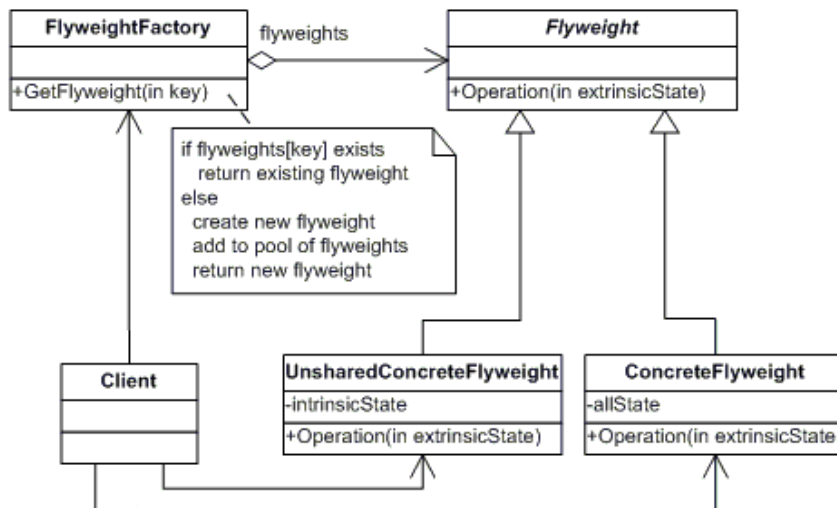 FlyweightFactory
flyweights
Flyweight
+GetFlyweight(in key)
+Operation(in extrinsicState)
if flyweights[key] exists
return existing flyweight
else
create new flyweight
add to pool of flyweights
return new flyweight
Client
UnsharedConcreteFlyweight
-intrinsicState
+Operation(in extrinsicState)
ConcreteFlyweight
-allState
+Operation(in extrinsicState